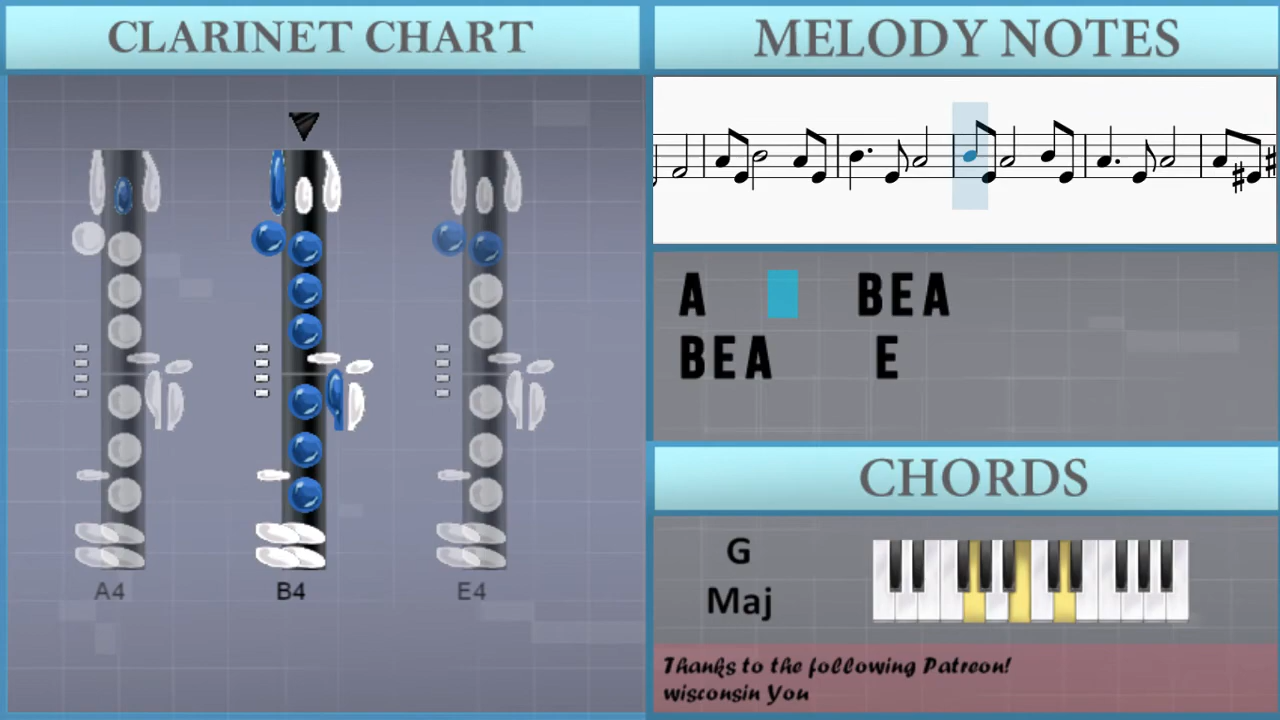 CLARINET CHART
A4 B4 E4
MELODY NOTES
A BEA
BEA E
CHORDS
G
Maj
Thanks to the following Patreon!
wisconsin You